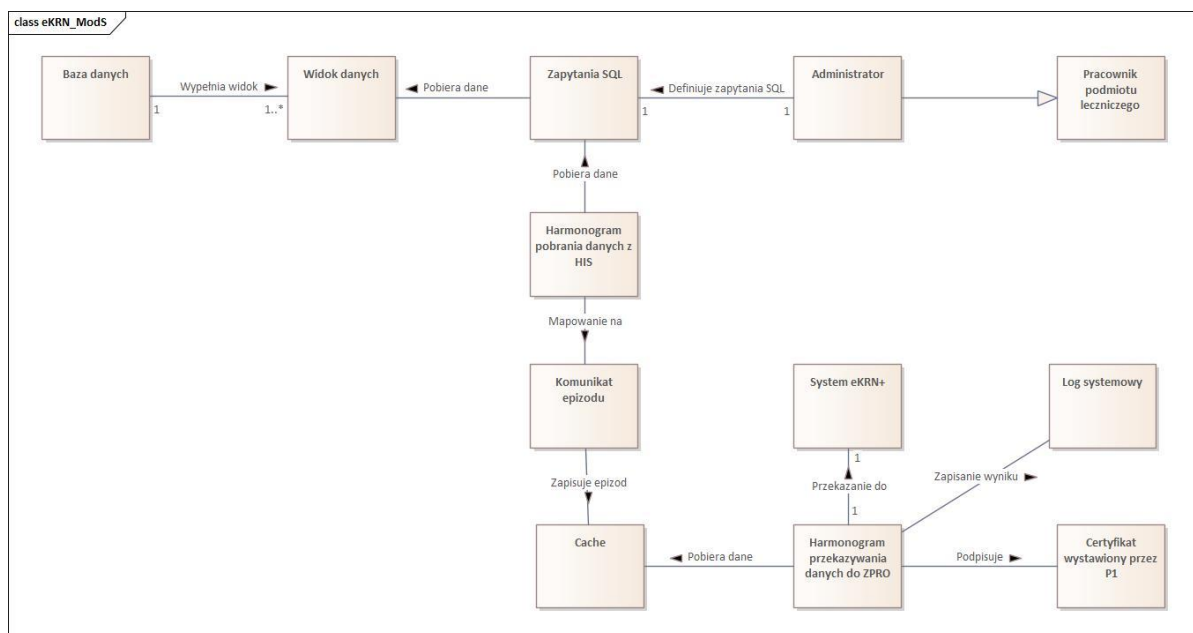 class eKRN_ModS
Baza danych
Wypełnia widok
1
1..*
Widok danych
Pobiera dane
Zapytania SQL
Definiuje zapytania SQL
1
1
Administrator
Pracownik
podmiotu
leczniczego
Pobiera dane
Harmonogram
pobrania danych z
HIS
Mapowanie na
Komunikat
epizodu
System eKRN+
Log systemowy
Zapisuje epizod
1
Przekazanie do
1
Zapisanie wyniku
Cache
Pobiera dane
Harmonogram
przekazywania
danych do ZPRO
Podpisuje
Certyfikat
wystawiony przez
P1